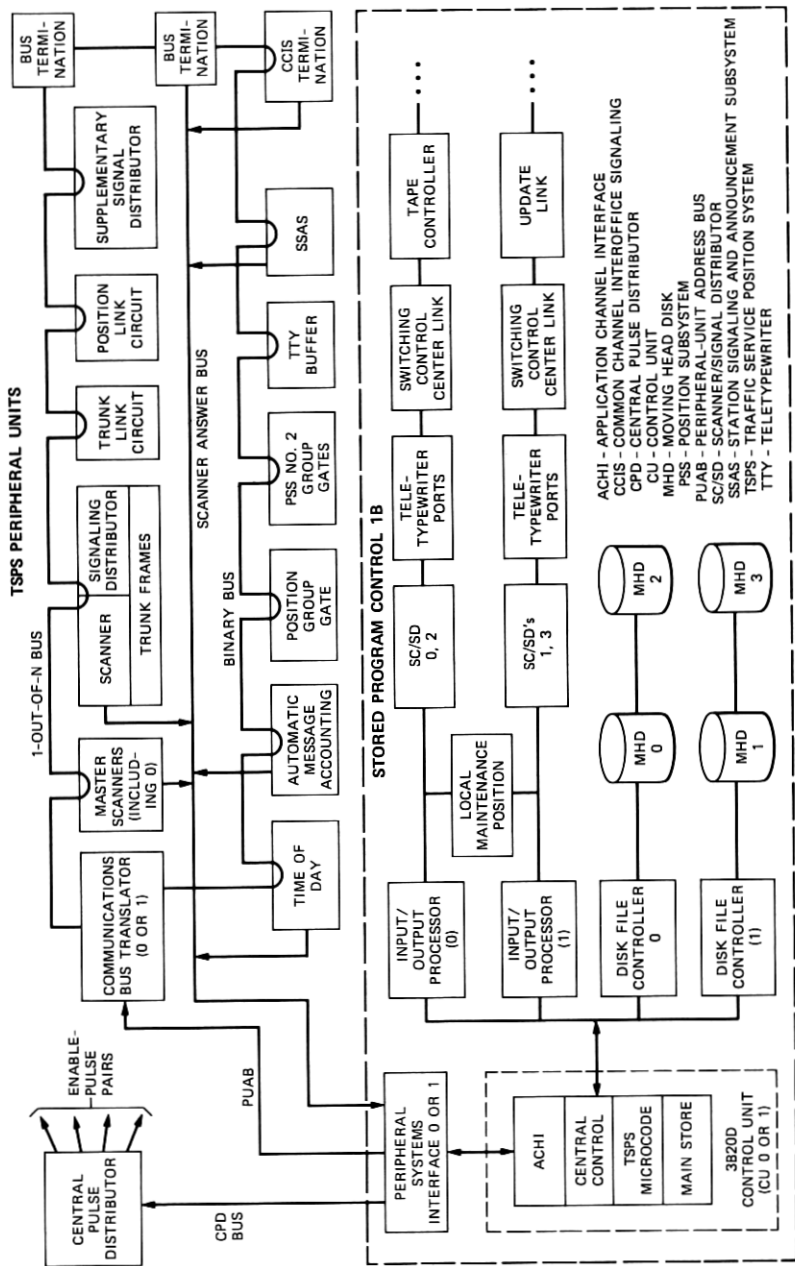 TSPS PERIPHERAL UNITS
CENTRAL
PULSE
DISTRIBUTOR
ENABLE-
PULSE
PAIRS
CPD
BUS
PUAB
COMMUNICATIONS
BUS TRANSLATOR
(0 OR 1)
1-OUT-OF-N BUS
MASTER
SCANNERS
(INCLUD-
ING 0)
SCANNER
SIGNALING
DISTRIBUTOR
TRUNK FRAMES
TRUNK
LINK
CIRCUIT
POSITION
LINK
CIRCUIT
SUPPLEMENTARY
SIGNAL
DISTRIBUTOR
BUS
TERMI-
NATION
SCANNER ANSWER BUS
BUS
TERMI-
NATION
BINARY BUS
TIME OF
DAY
AUTOMATIC
MESSAGE
ACCOUNTING
POSITION
GROUP
GATE
PSS NO. 2
GROUP
GATES
TTY
BUFFER
SSAS
CCIS
TERMI-
NATION
STORED PROGRAM CONTROL 1B
PERIPHERAL
SYSTEMS
INTERFACE 0 OR 1
ACHI
CENTRAL
CONTROL
TSPS
MICROCODE
MAIN STORE
3B20D
CONTROL UNIT
(CU 0 OR 1)
INPUT/
OUTPUT
PROCESSOR
(0)
SC/SD
0, 2
TELE-
TYPEWRITER
PORTS
SWITCHING
CONTROL
CENTER LINK
TAPE
CONTROLLER
...
LOCAL
MAINTENANCE
POSITION
INPUT/
OUTPUT
PROCESSOR
(1)
SC/SD's
1, 3
TELE-
TYPEWRITER
PORTS
SWITCHING
CONTROL
CENTER LINK
UPDATE
LINK
...
DISK FILE
CONTROLLER
0
MHD
0
MHD
2
DISK FILE
CONTROLLER
(1)
MHD
1
MHD
3
ACHI – APPLICATION CHANNEL INTERFACE
CCIS – COMMON CHANNEL INTEROFFICE SIGNALING
CPD – CENTRAL PULSE DISTRIBUTOR
CU – CONTROL UNIT
MHD – MOVING HEAD DISK
PSS – POSITION SUBSYSTEM
PUAB – PERIPHERAL-UNIT ADDRESS BUS
SC/SD – SCANNER/SIGNAL DISTRIBUTOR
SSAS – STATION SIGNALING AND ANNOUNCEMENT SUBSYSTEM
TSPS – TRAFFIC SERVICE POSITION SYSTEM
TTY – TELETYPEWRITER